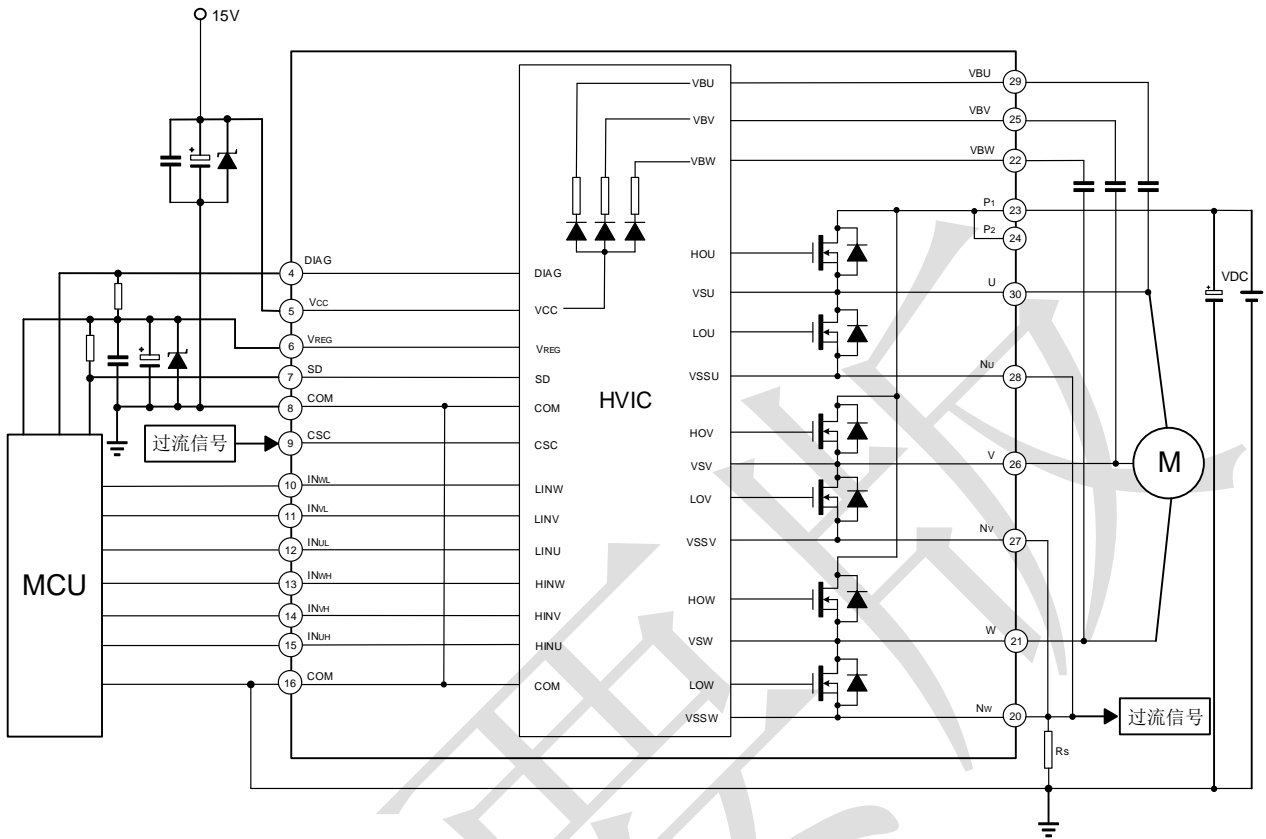 15V
MCU
过流信号
4 DIAG
5 VCC
6 VREG
7 SD
8 COM
9 CSC
10 INWL
11 INVL
12 INUL
13 INWH
14 INVH
15 INUH
16 COM
DIAG
VCC
VREG
SD
COM
CSC
LINW
LINV
LINU
HINW
HINV
HINU
COM
HVIC
VBU
VBV
VBW
HOU
VSU
LOU
VSSU
HOV
VSV
LOV
VSSV
HOW
VSW
LOW
VSSW
VBU 29
VBV 25
VBW 22
P1 23
P2 24
U 30
NU 28
V 26
NV 27
W 21
NW 20
+
+
+
VDC
M
过流信号
Rs
要版